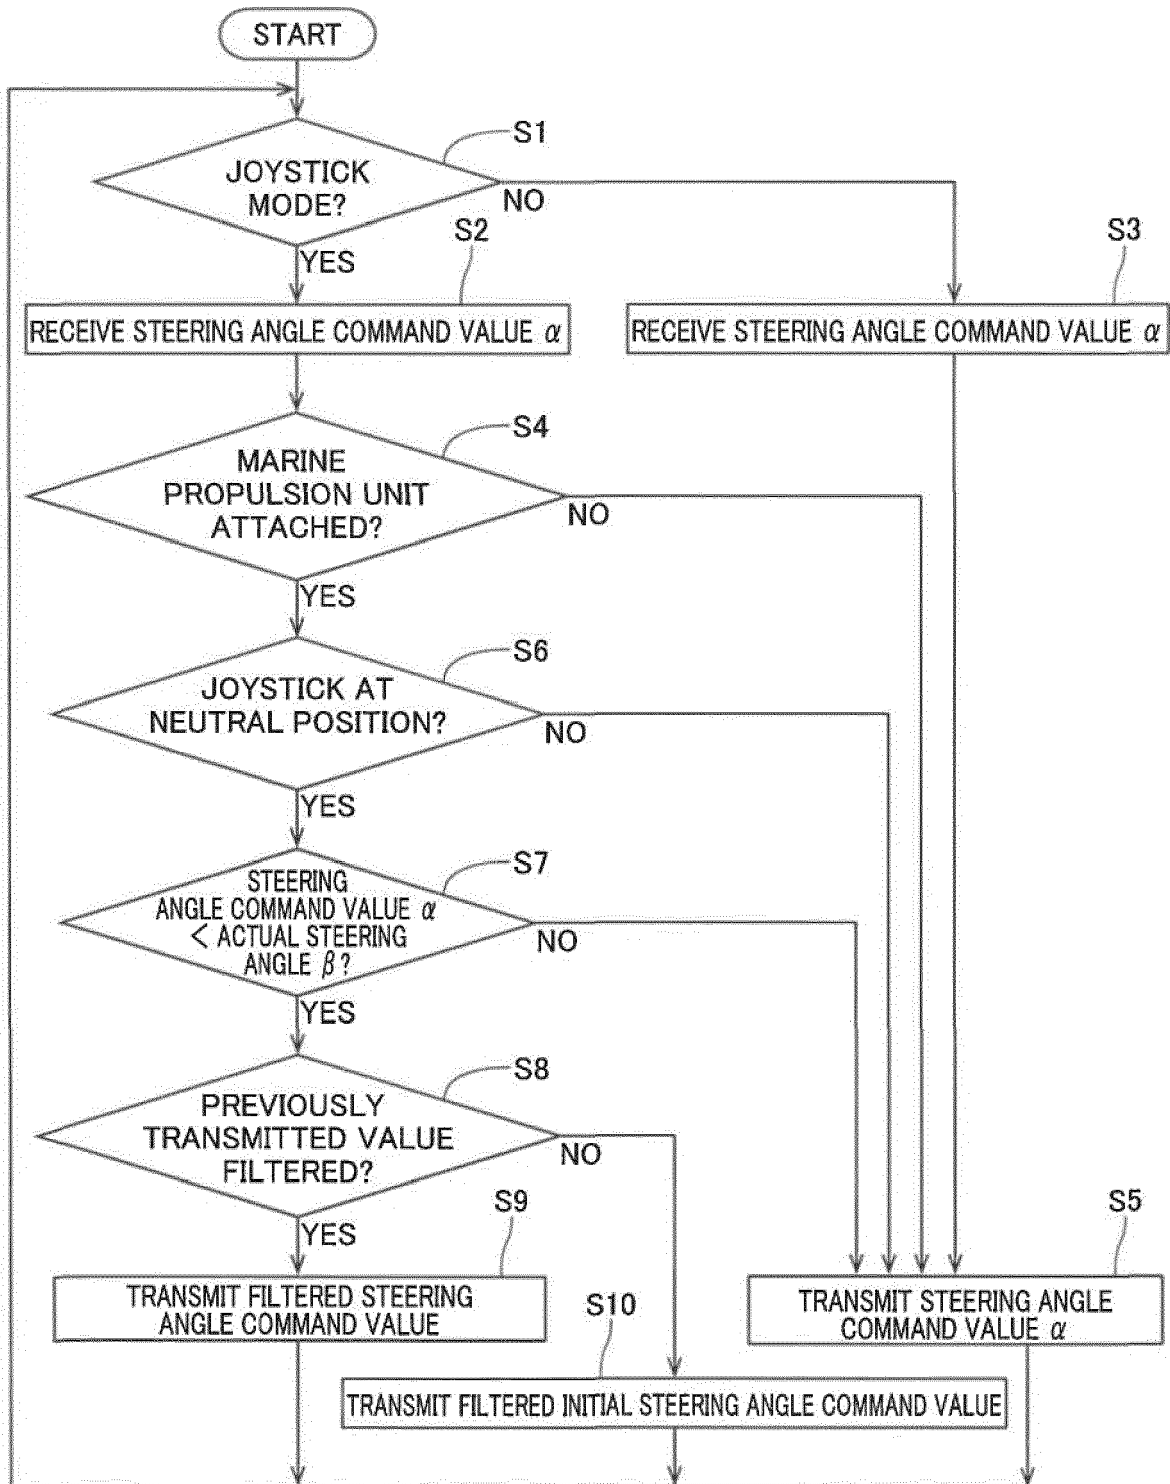 START
S1
JOYSTICK
MODE?
NO
YES
S2
S3
RECEIVE STEERING ANGLE COMMAND VALUE α
RECEIVE STEERING ANGLE COMMAND VALUE α
S4
MARINE
PROPULSION UNIT
ATTACHED?
NO
YES
S6
JOYSTICK AT
NEUTRAL POSITION?
NO
YES
S7
STEERING
ANGLE COMMAND VALUE α
< ACTUAL STEERING
ANGLE β?
NO
YES
S8
PREVIOUSLY
TRANSMITTED VALUE
FILTERED?
NO
YES
S9
S5
TRANSMIT FILTERED STEERING
ANGLE COMMAND VALUE
S10
TRANSMIT STEERING ANGLE
COMMAND VALUE α
TRANSMIT FILTERED INITIAL STEERING ANGLE COMMAND VALUE